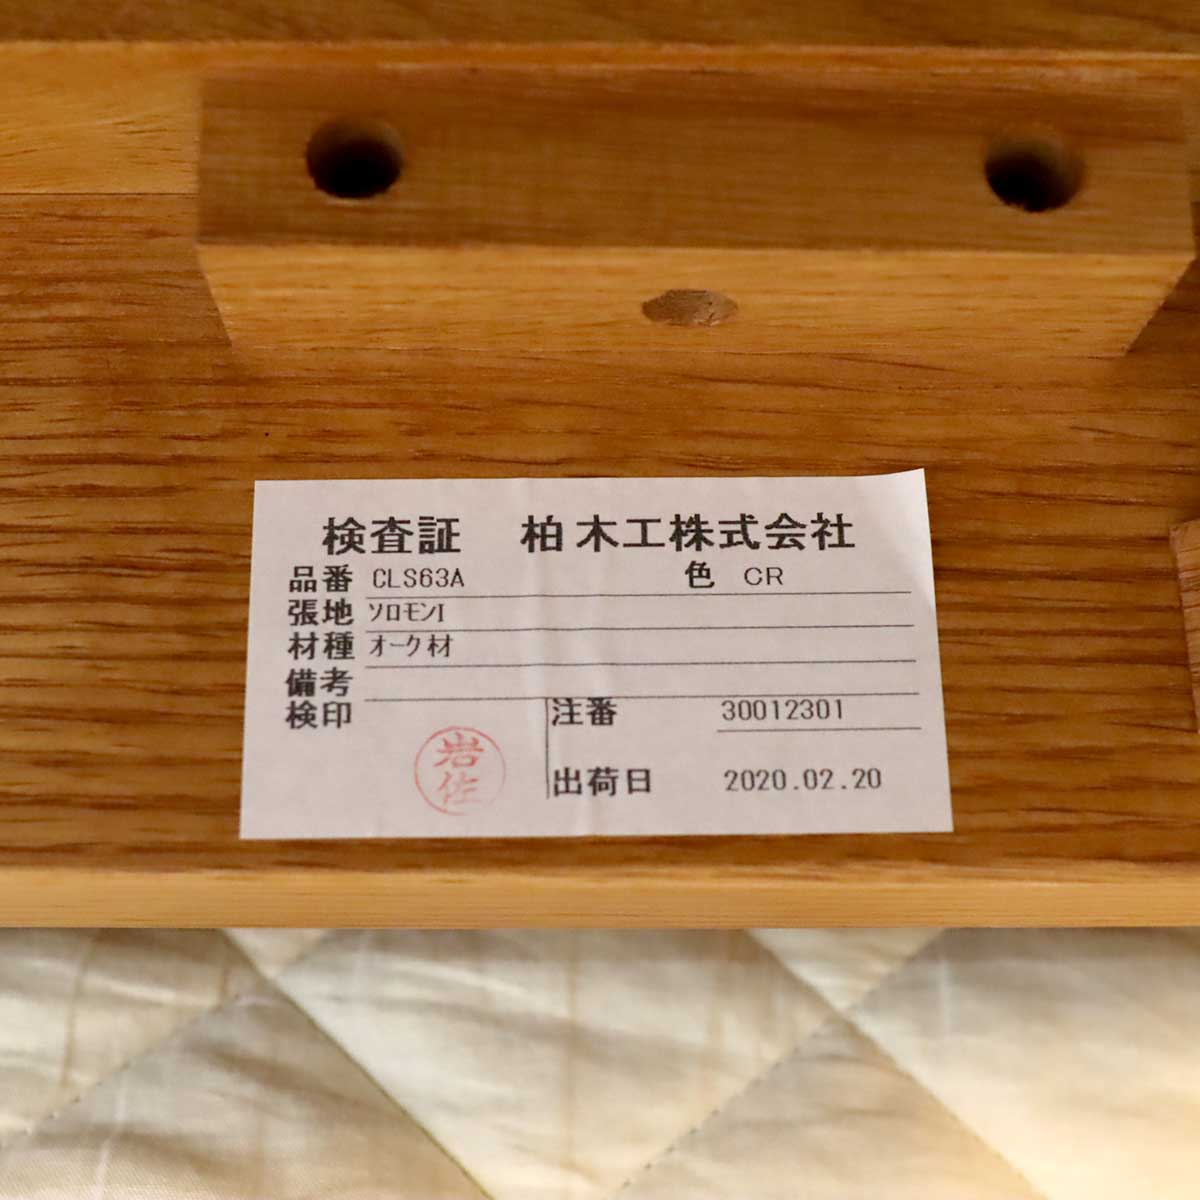 検査証 柏木工株式会社
品番 CLS63A 色 CR
張地 ｿﾛﾓﾝI
材種 ｵｰｸ材
備考
検印 注番 30012301
岩佐
出荷日 2020.02.20